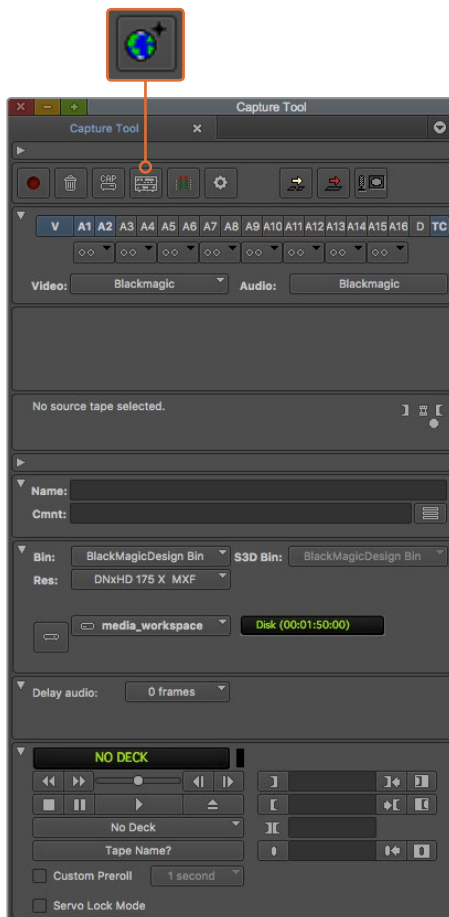 Capture Tool
Capture Tool
CAP
V A1 A2 A3 A4 A5 A6 A7 A8 A9 A10 A11 A12 A13 A14 A15 A16 D TC
Video: Blackmagic Audio: Blackmagic
No source tape selected.
Name:
Cmnt:
Bin: BlackMagicDesign Bin S3D Bin: BlackMagicDesign Bin
Res: DNxHD 175 X MXF
media_workspace Disk (00:01:50:00)
Delay audio: 0 frames
NO DECK
No Deck
Tape Name?
Custom Preroll 1 second
Servo Lock Mode